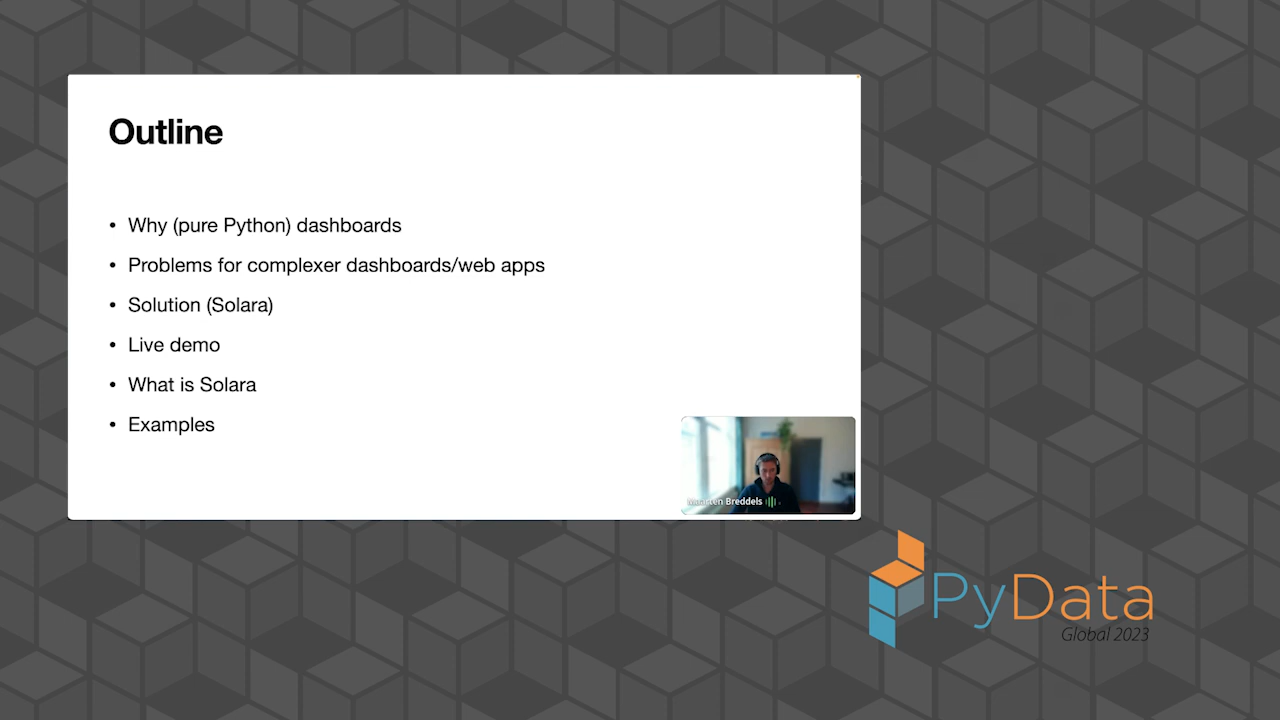 Outline
• Why (pure Python) dashboards
• Problems for complexer dashboards/web apps
• Solution (Solara)
• Live demo
• What is Solara
• Examples
Maarten Breddels
PyData
Global 2023